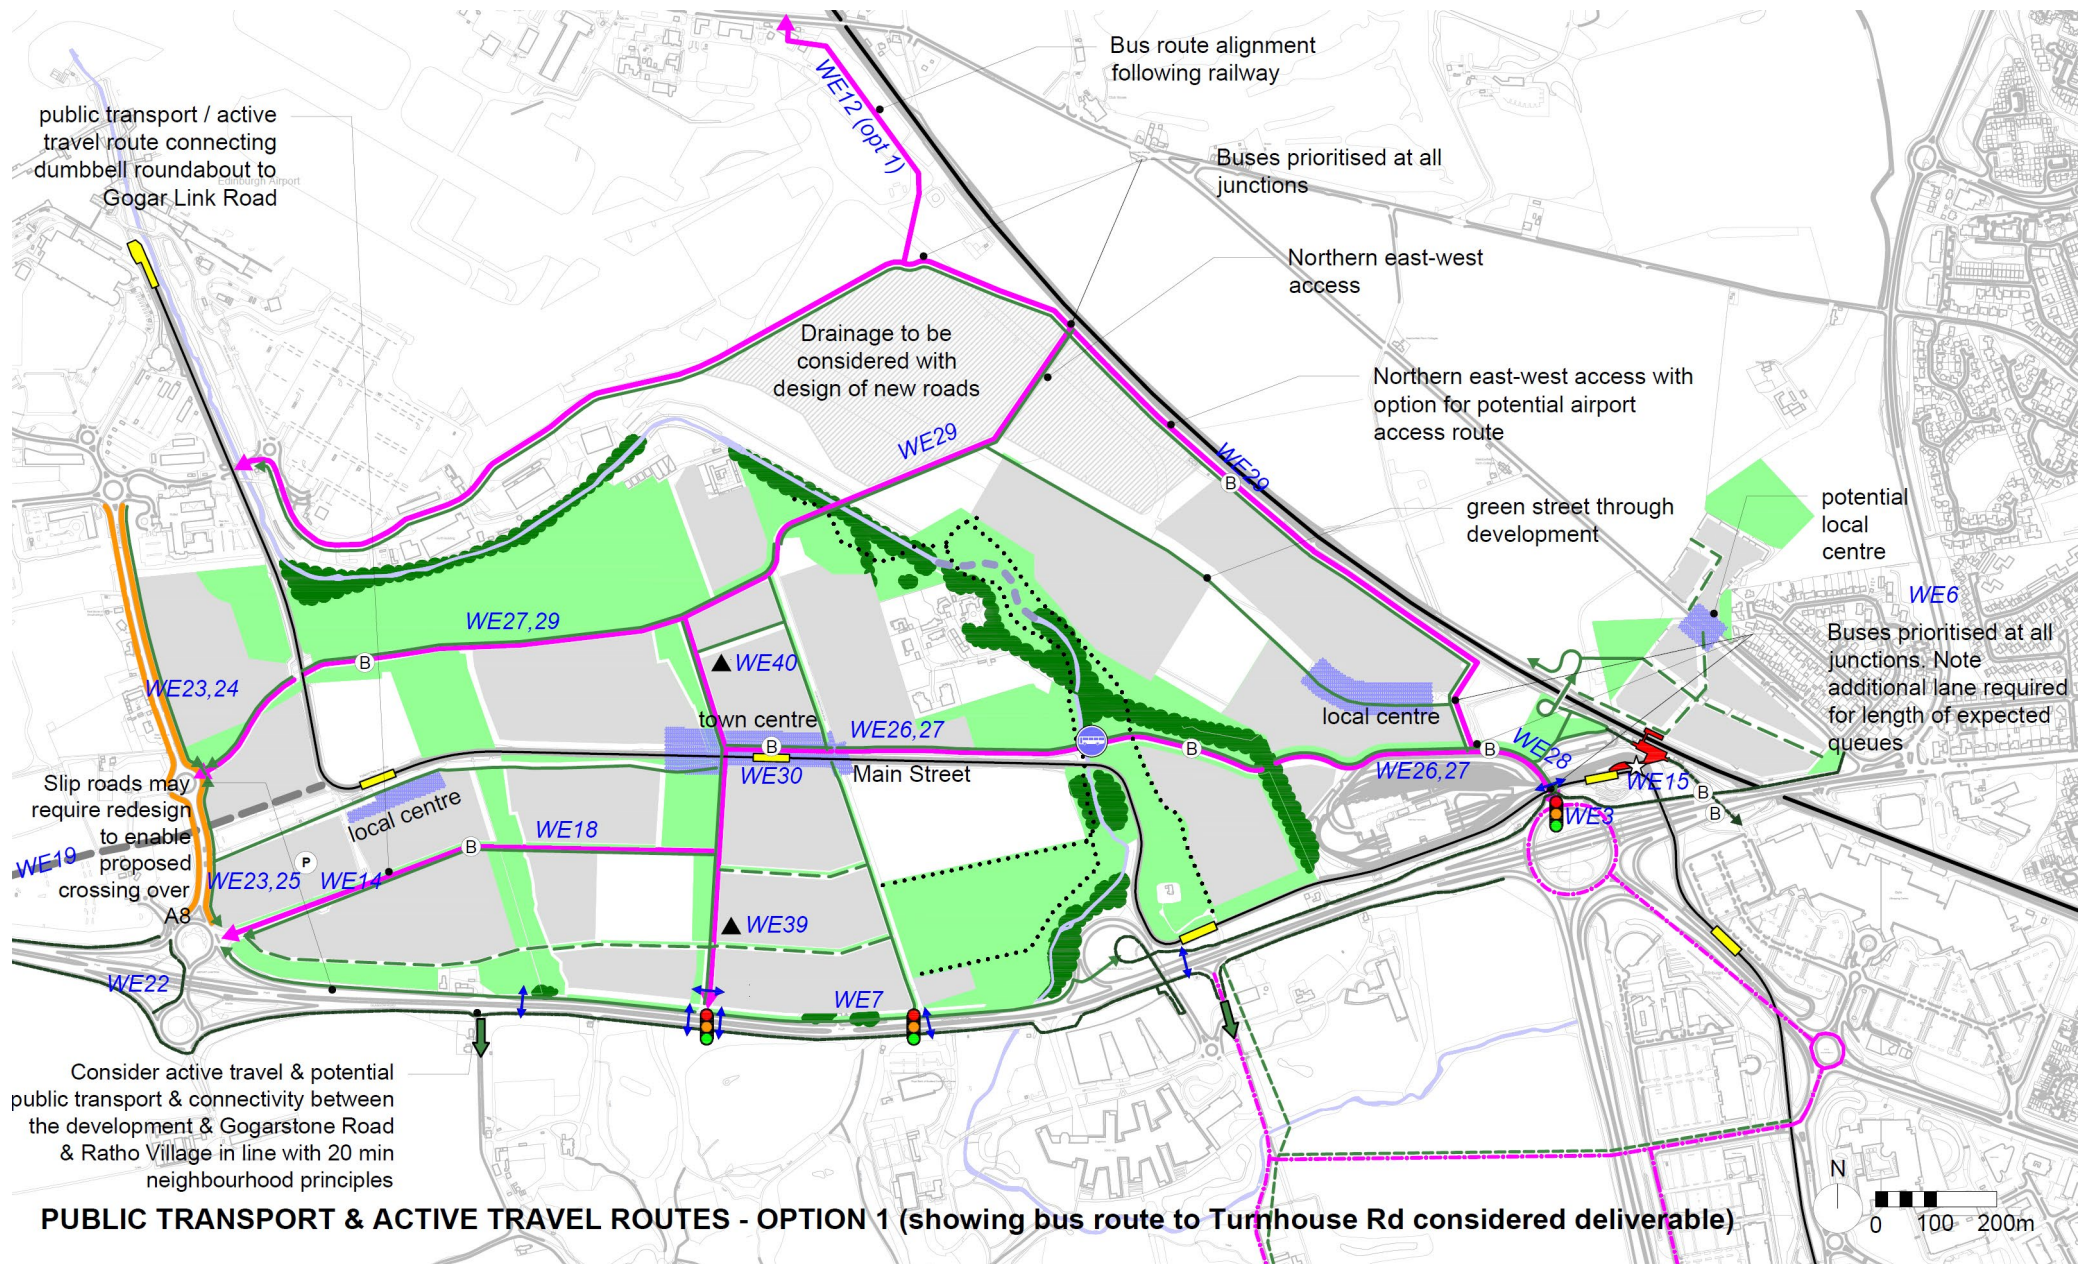 Bus route alignment
following railway
WE12 (opt 1)
public transport / active
travel route connecting
dumbbell roundabout to
Gogar Link Road
Edinburgh Airport
Buses prioritised at all
junctions
Northern east-west
access
Drainage to be
considered with
design of new roads
Northern east-west access with
option for potential airport
access route
WE29
WE29
B
green street through
development
potential
local
centre
WE6
WE27,29
B
WE40
WE23,24
Buses prioritised at all
junctions. Note
additional lane required
for length of expected
queues
town centre
WE26,27
B
WE30
Main Street
B
local centre
B
WE28
WE26,27
WE15
B
B
WE3
Slip roads may
require redesign
to enable
proposed
crossing over
A8
local centre
WE18
B
WE19
P
WE23,25
WE14
WE39
WE22
WE7
Consider active travel & potential
public transport & connectivity between
the development & Gogarstone Road
& Ratho Village in line with 20 min
neighbourhood principles
N
0 100 200m
PUBLIC TRANSPORT & ACTIVE TRAVEL ROUTES - OPTION 1 (showing bus route to Turnhouse Rd considered deliverable)